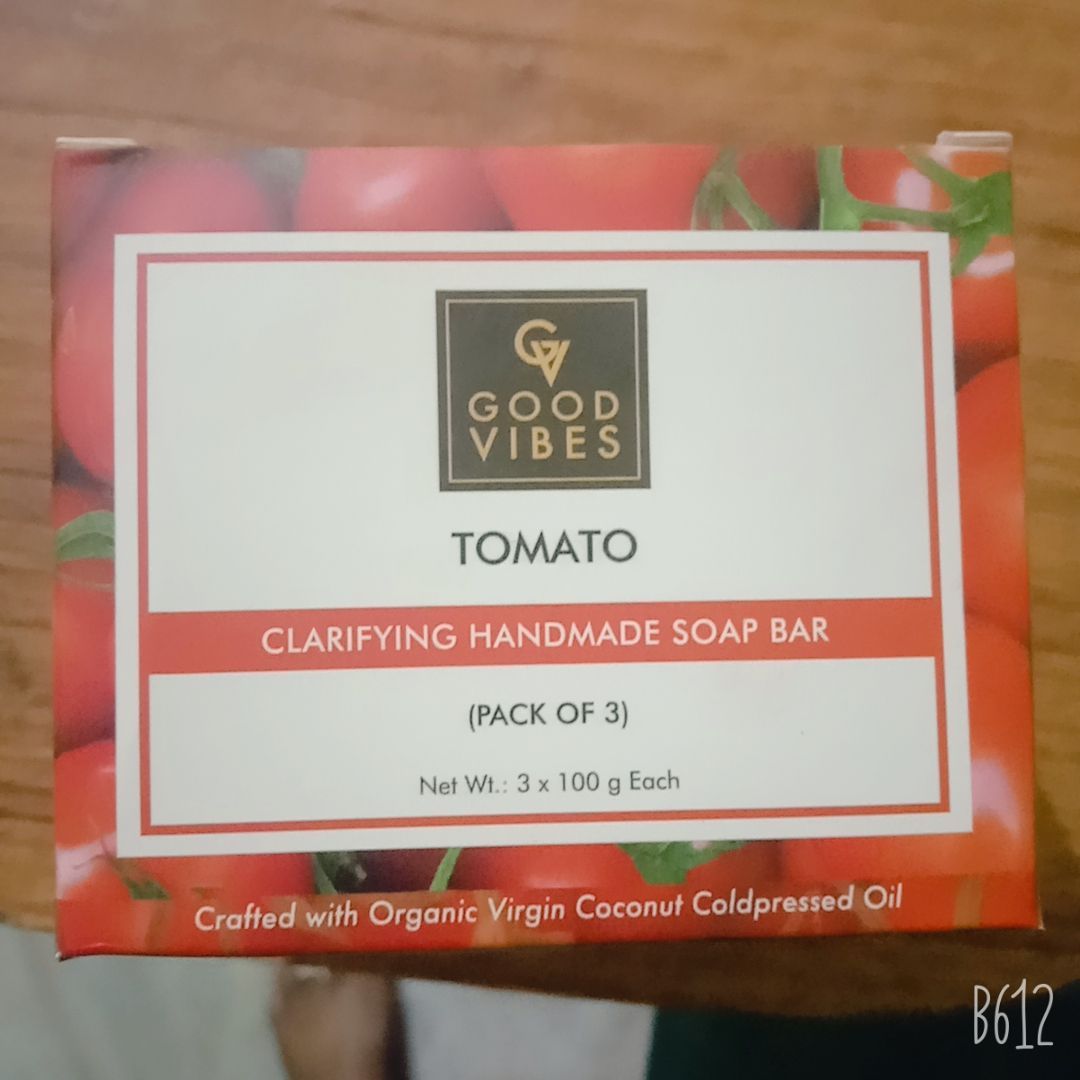 GV
GOOD
VIBES
TOMATO
CLARIFYING HANDMADE SOAP BAR
(PACK OF 3)
Net Wt.: 3 x 100 g Each
Crafted with Organic Virgin Coconut Coldpressed Oil
B612